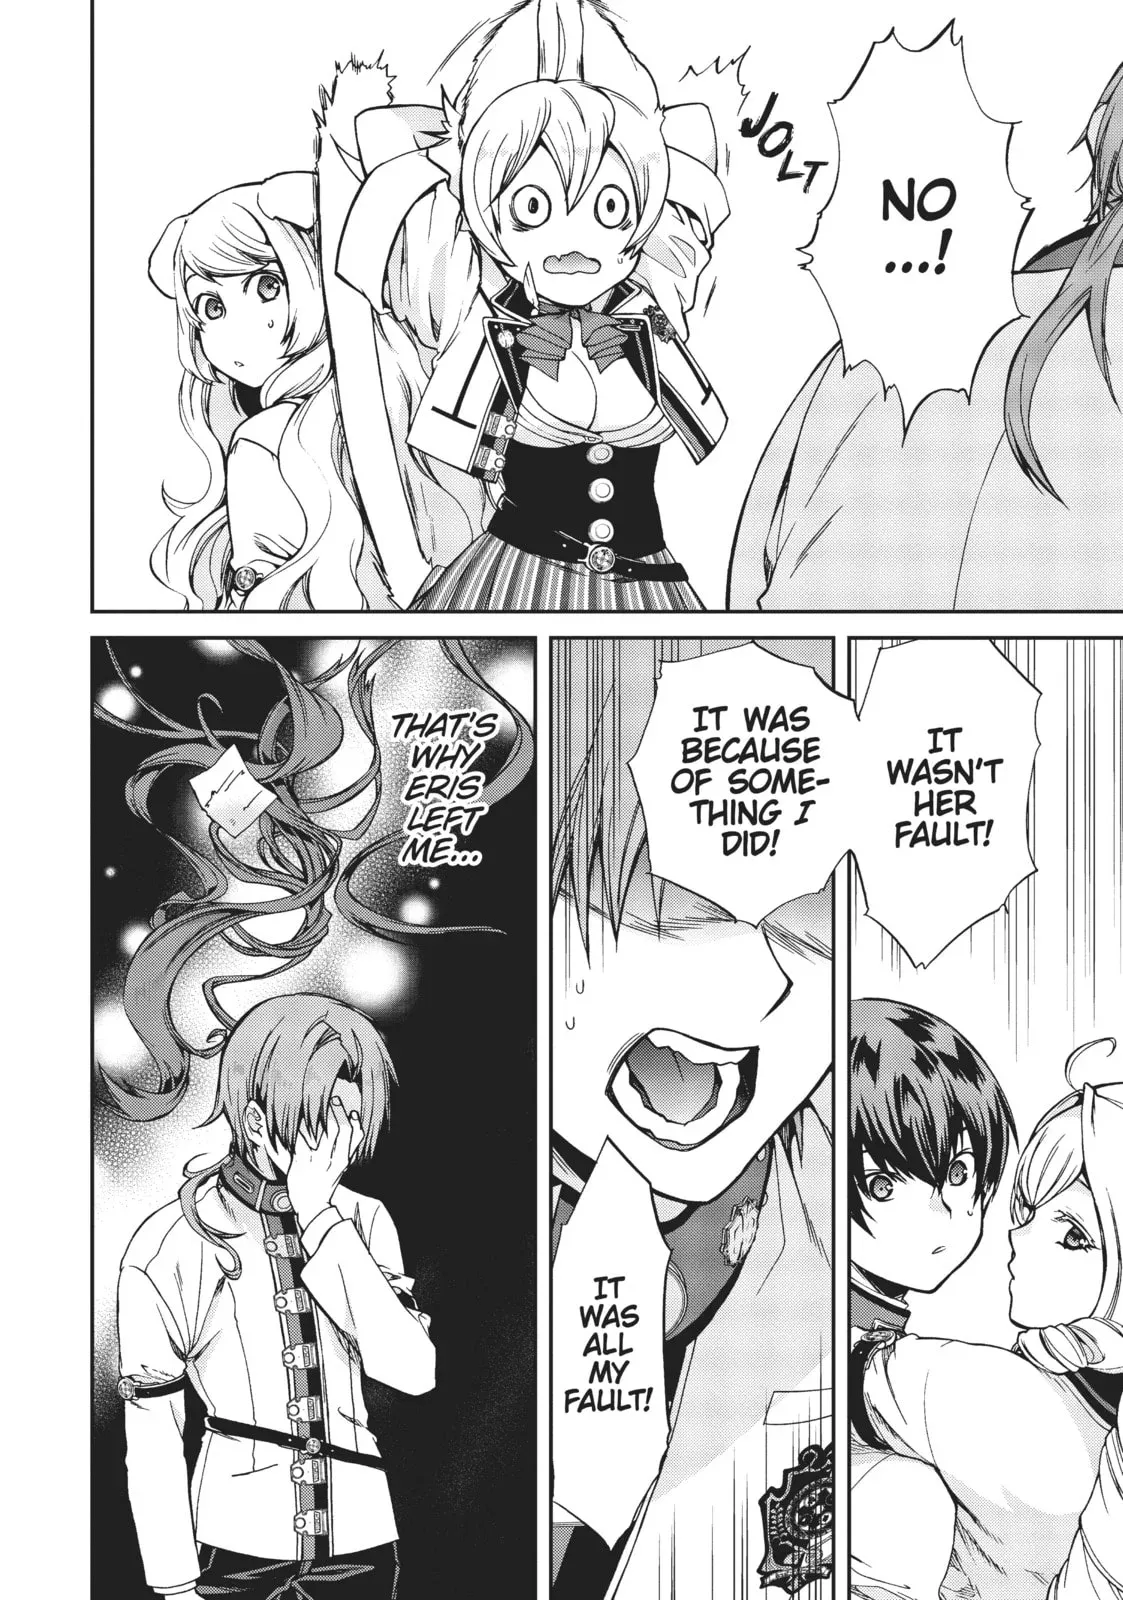 NO
...!
JOLT
IT
WASN'T
HER
FAULT!
IT WAS
BECAUSE
OF SOME-
THING I
DID!
IT
WAS
ALL
MY
FAULT!
THAT'S
WHY
ERIS
LEFT
ME...